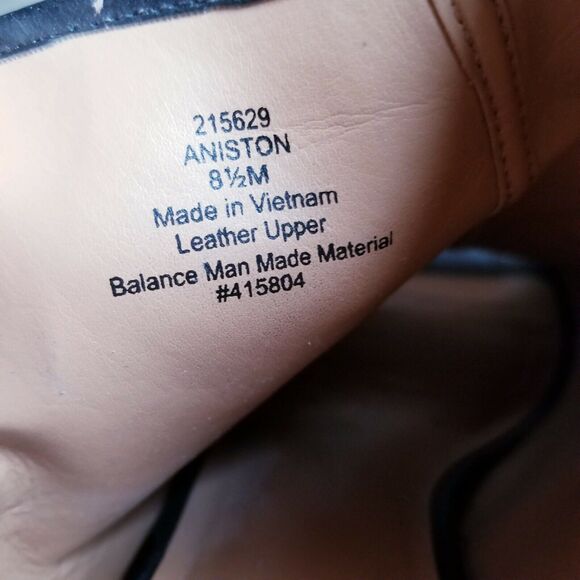 215629
ANISTON
8½M
Made in Vietnam
Leather Upper
Balance Man Made Material
#415804